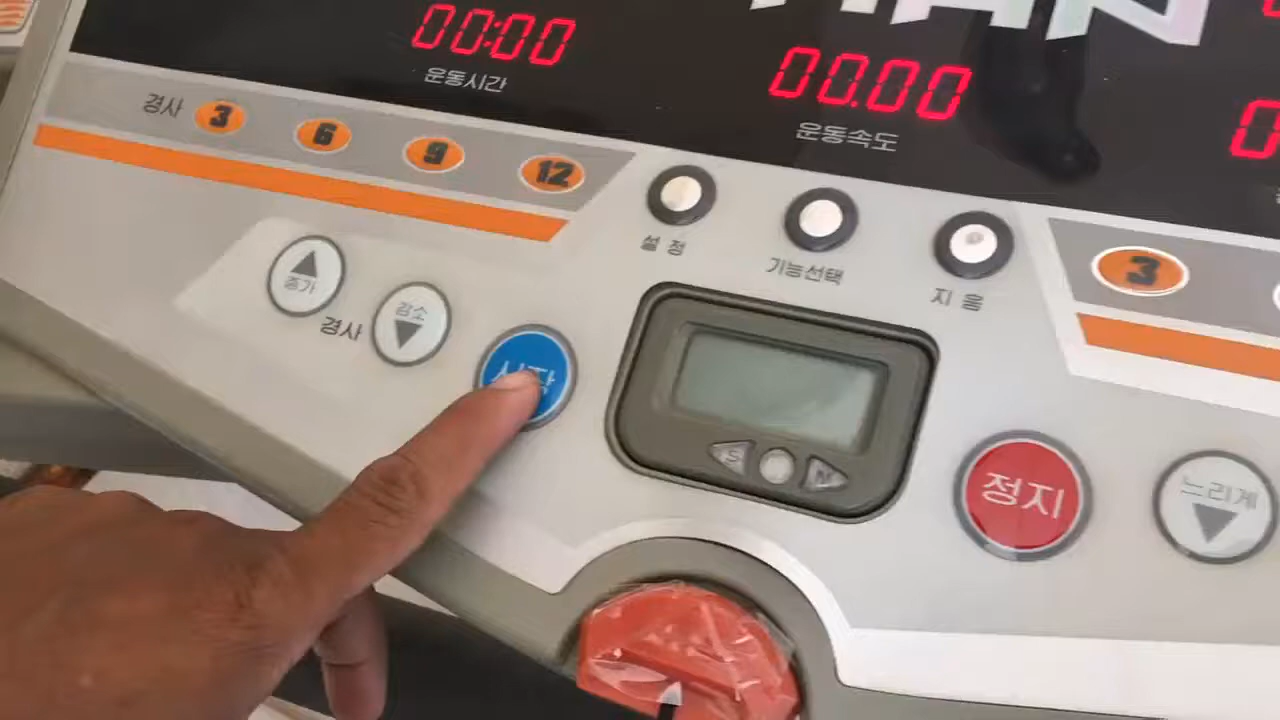 00:00
운동시간
00.00
운동속도
0
경사 3 6 9 12
설 정
기능선택
지 움
3
증가
경사
감소
정지
느리게
S
M